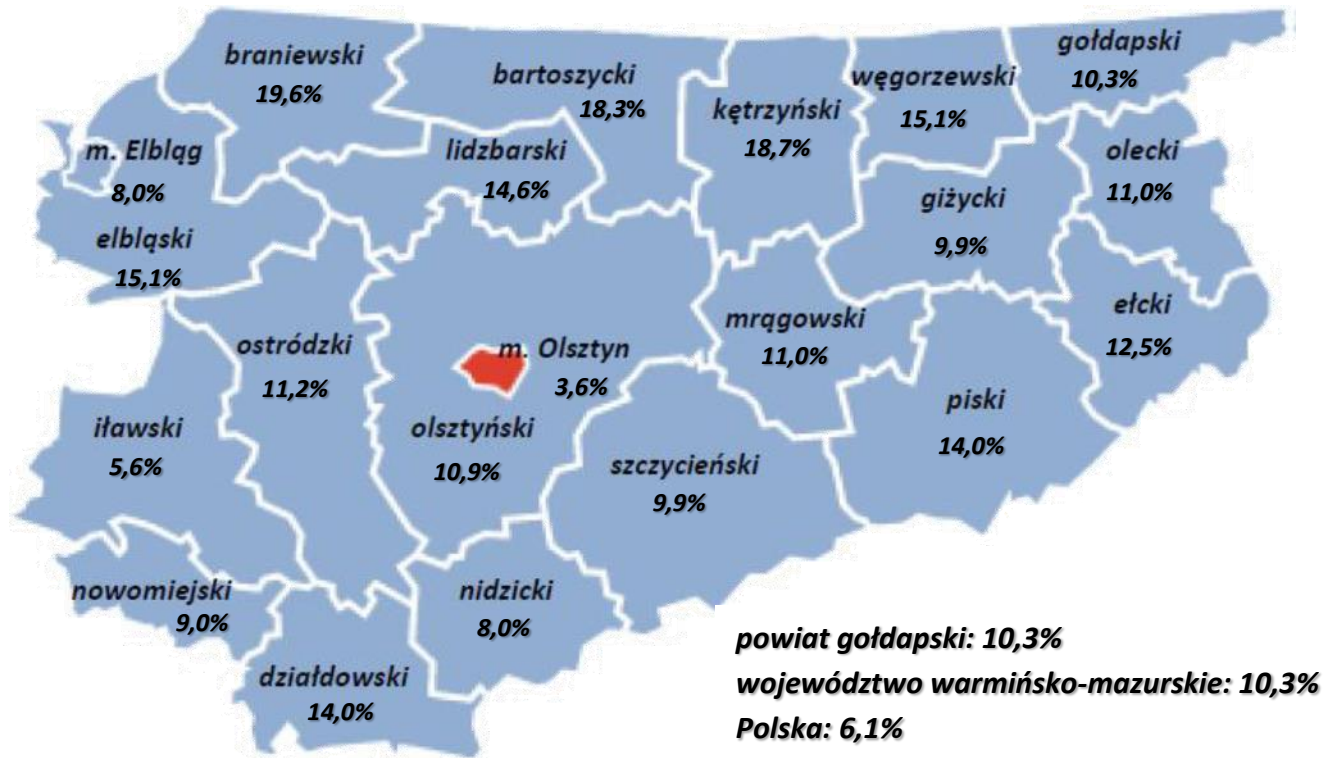 braniewski
19,6%
bartoszycki
18,3%
kętrzyński
18,7%
węgorzewski
15,1%
gołdapski
10,3%
m. Elbląg
8,0%
lidzbarski
14,6%
olecki
11,0%
giżycki
9,9%
elbląski
15,1%
ełcki
12,5%
mrągowski
11,0%
ostródzki
11,2%
m. Olsztyn
3,6%
piski
14,0%
iławski
5,6%
olsztyński
10,9%
szczycieński
9,9%
nowomiejski
9,0%
nidzicki
8,0%
działdowski
14,0%
powiat gołdapski: 10,3%
województwo warmińsko-mazurskie: 10,3%
Polska: 6,1%